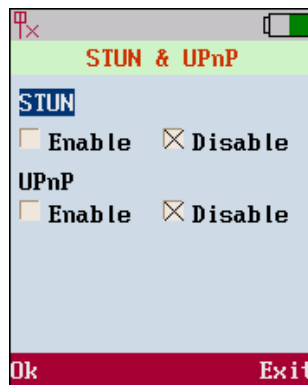 STUN & UPnP
STUN
Enable Disable
UPnP
Enable Disable
Ok Exit